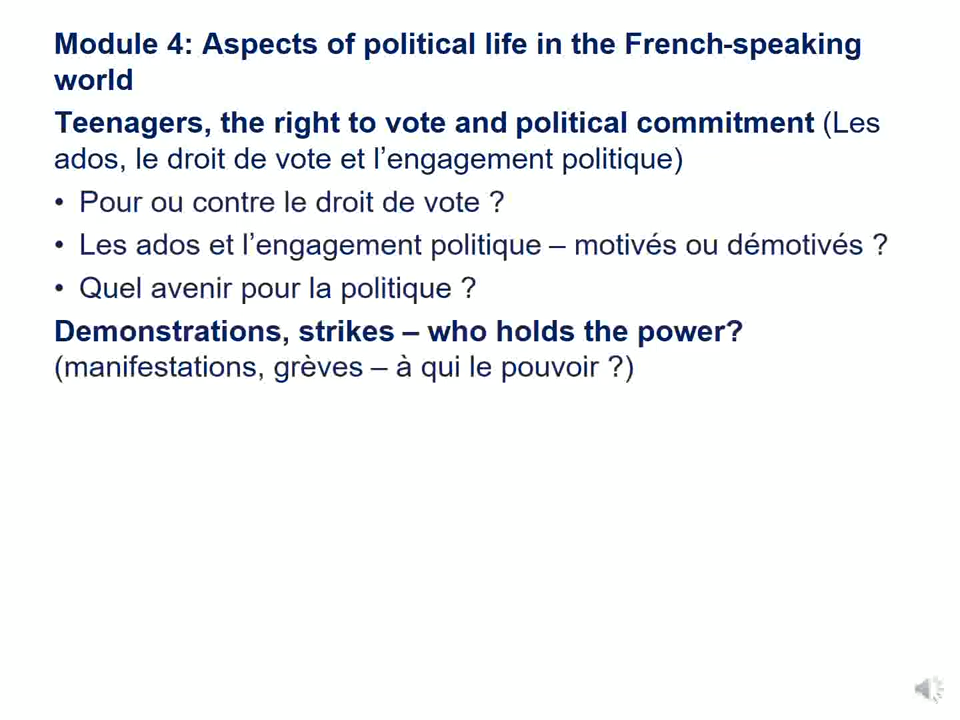 Module 4: Aspects of political life in the French-speaking
world
Teenagers, the right to vote and political commitment (Les
ados, le droit de vote et l’engagement politique)
• Pour ou contre le droit de vote ?
• Les ados et l’engagement politique – motivés ou démotivés ?
• Quel avenir pour la politique ?
Demonstrations, strikes – who holds the power?
(manifestations, grèves – à qui le pouvoir ?)